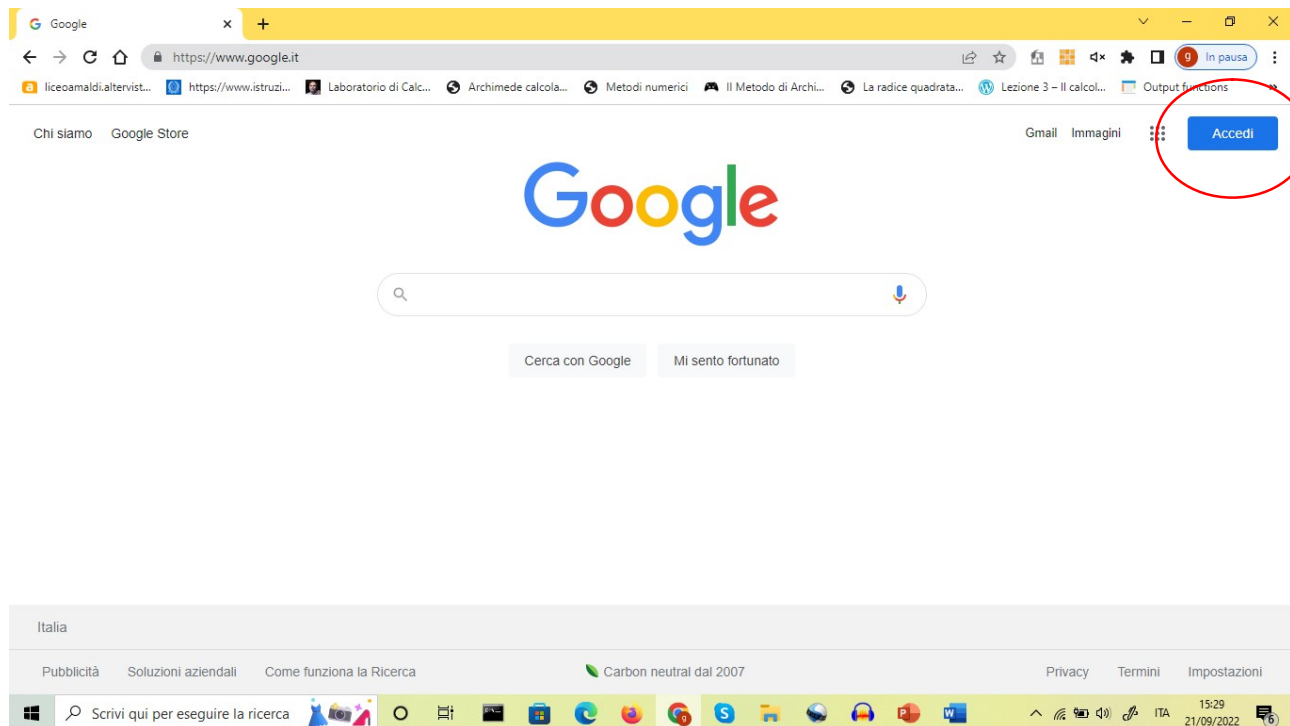 Google
https://www.google.it
g In pausa
liceoamaldi.altervist... https://www.istruzi... Laboratorio di Calc... Archimede calcola... Metodi numerici Il Metodo di Archi... La radice quadrata... Lezione 3 – Il calcol... Output functions »
Chi siamo Google Store Gmail Immagini Accedi
Google
Cerca con Google Mi sento fortunato
Italia
Pubblicità Soluzioni aziendali Come funziona la Ricerca Carbon neutral dal 2007 Privacy Termini Impostazioni
Scrivi qui per eseguire la ricerca ITA 15:29
21/09/2022 6